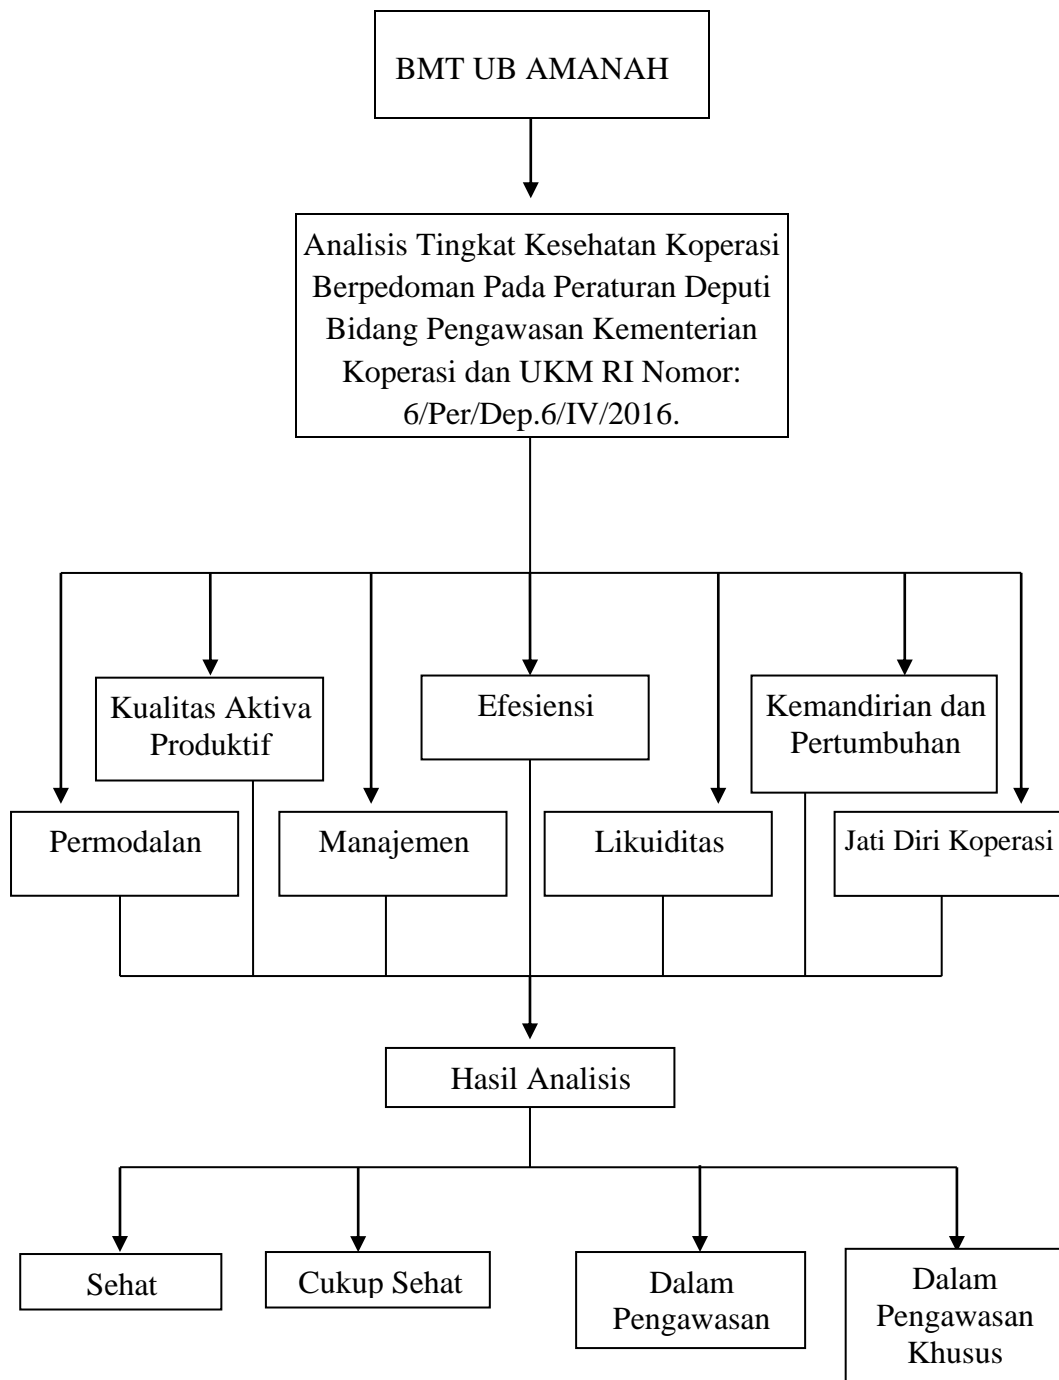 BMT UB AMANAH
Analisis Tingkat Kesehatan Koperasi
Berpedoman Pada Peraturan Deputi
Bidang Pengawasan Kementerian
Koperasi dan UKM RI Nomor:
6/Per/Dep.6/IV/2016.
Kualitas Aktiva
Produktif
Efesiensi
Kemandirian dan
Pertumbuhan
Permodalan
Manajemen
Likuiditas
Jati Diri Koperasi
Hasil Analisis
Sehat
Cukup Sehat
Dalam
Pengawasan
Dalam
Pengawasan
Khusus